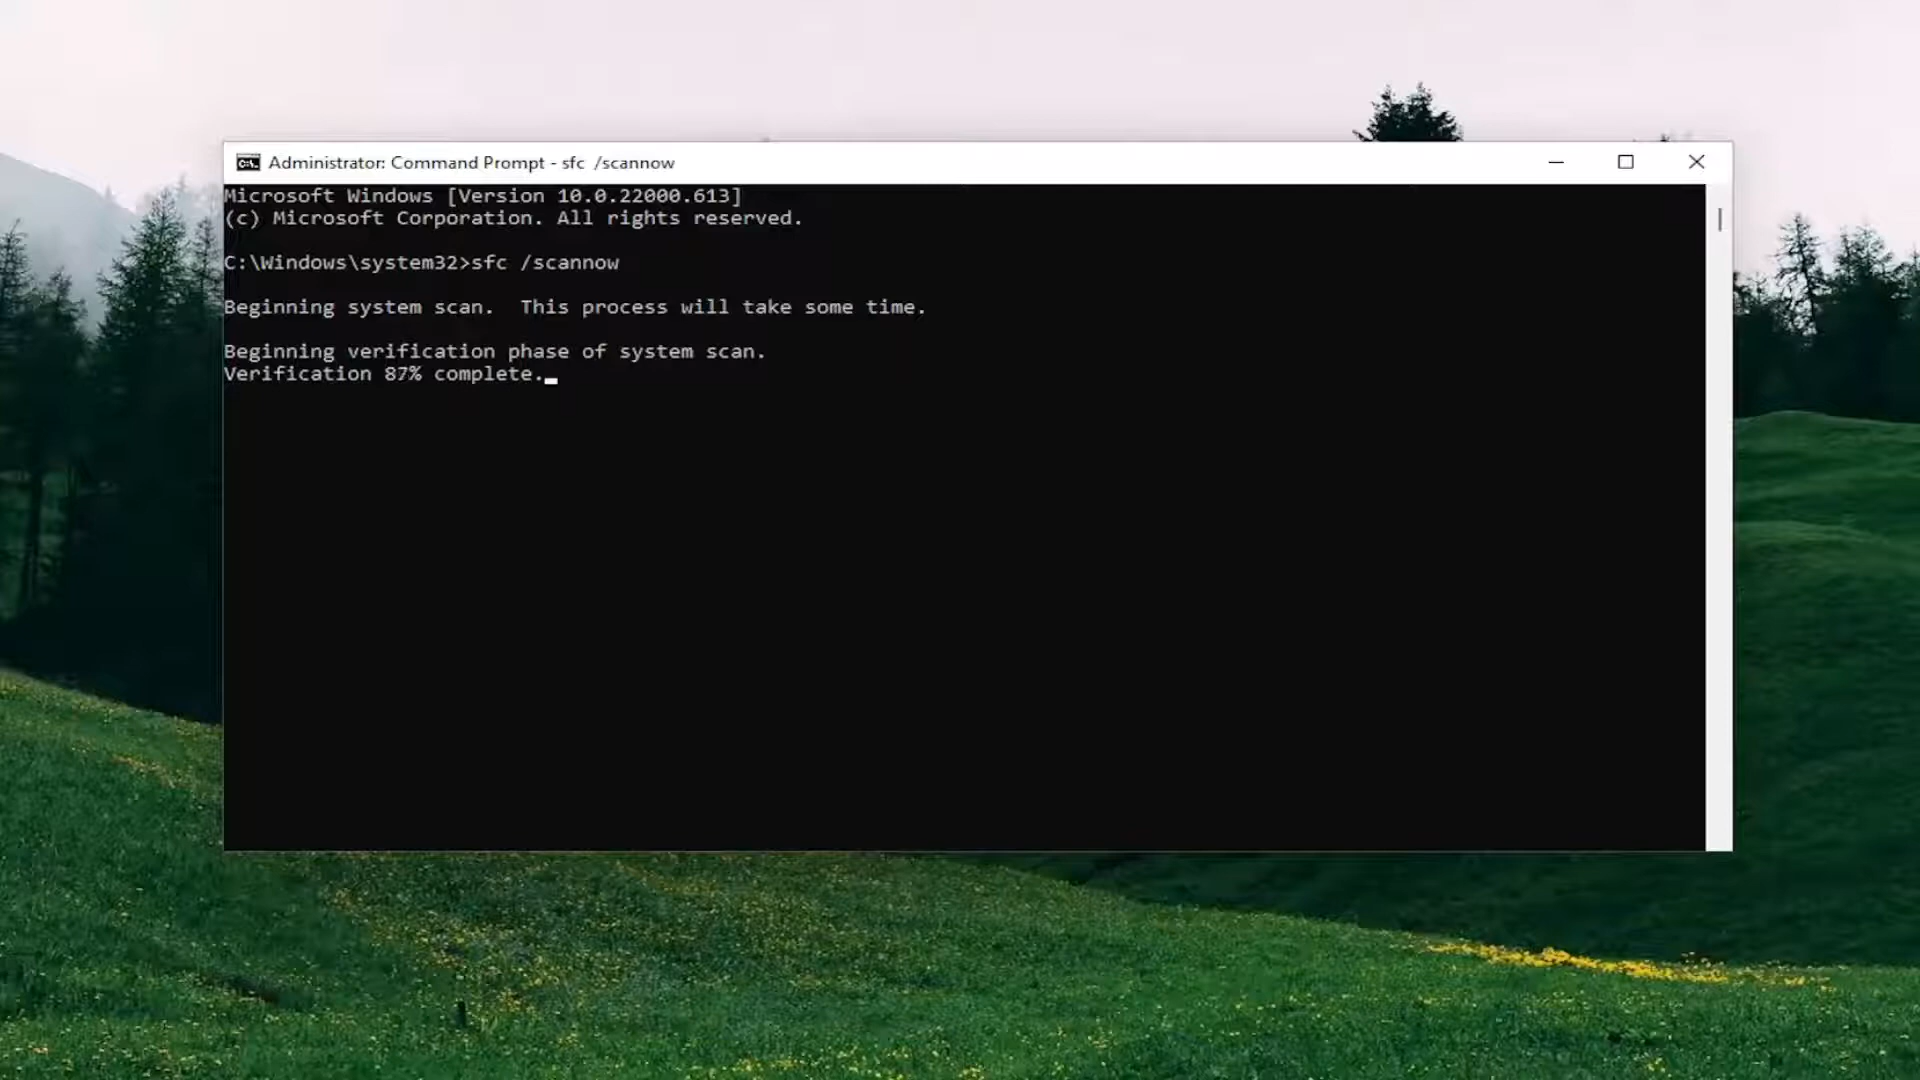 Administrator: Command Prompt - sfc  /scannow
Microsoft Windows [Version 10.0.22000.613]
(c) Microsoft Corporation. All rights reserved.
C:\Windows\system32>sfc /scannow
Beginning system scan.  This process will take some time.
Beginning verification phase of system scan.
Verification 87% complete.